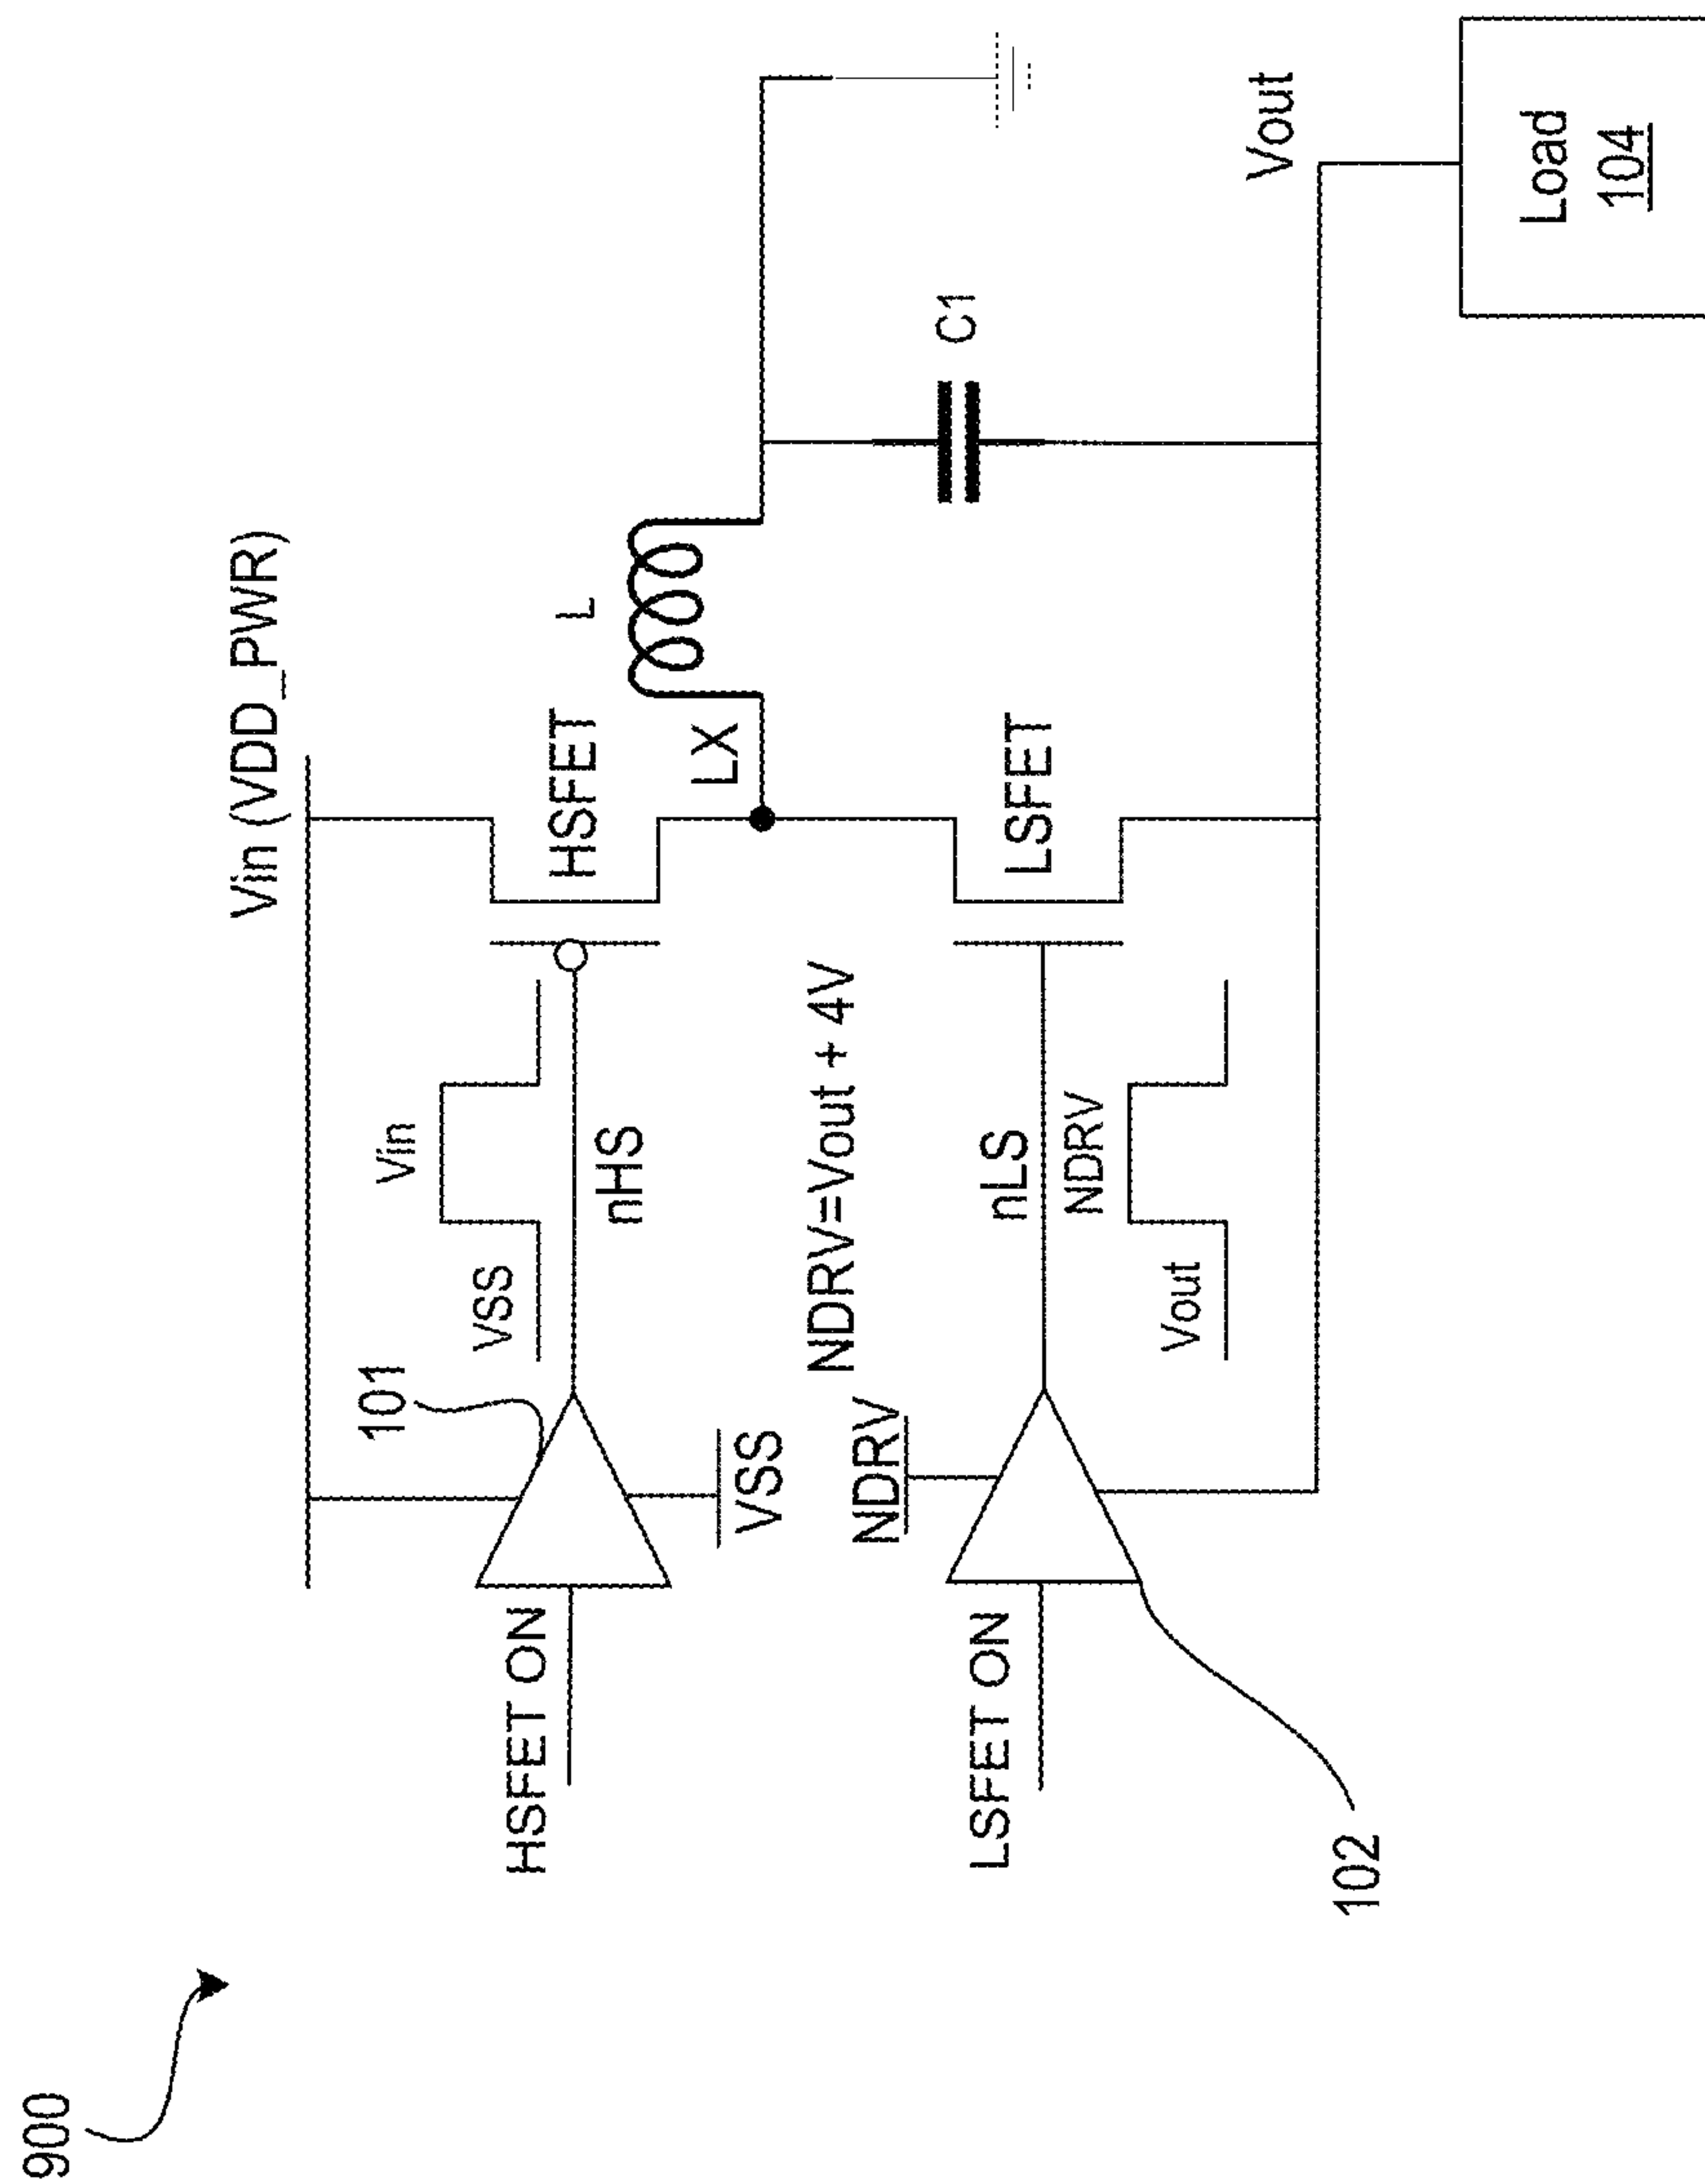 900
Vin (VDD_PWR)
101
Vin
VSS
HSFET ON
nHS
HSFET
L
LX
VSS
C1
NDRV=Vout + 4V
NDRV
LSFET ON
nLS
LSFET
NDRV
Vout
102
Vout
Load
104